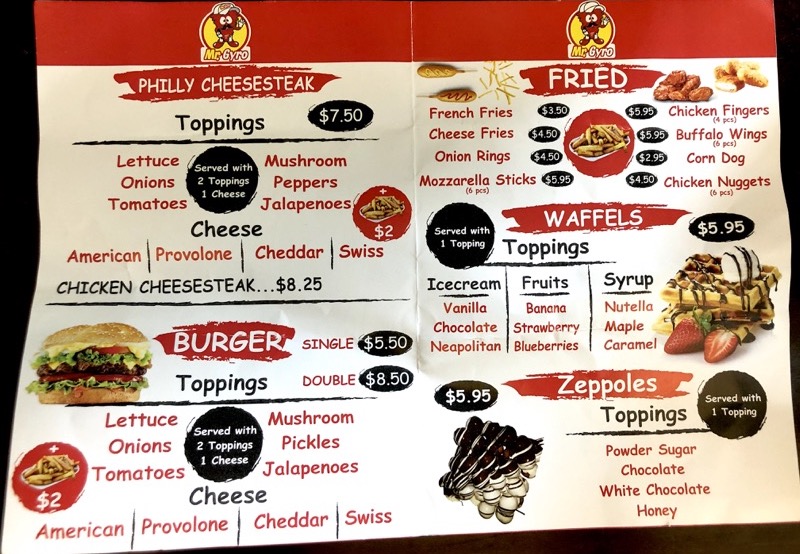 Mr Gyro
PHILLY CHEESESTEAK
$7.50
Toppings
Lettuce
Onions
Tomatoes
Served with
2 Toppings
1 Cheese
Mushroom
Peppers
Jalapenoes
+
$2
Cheese
American Provolone Cheddar Swiss
CHICKEN CHEESESTEAK...$8.25
BURGER
SINGLE $5.50
DOUBLE $8.50
Toppings
Lettuce
Onions
Tomatoes
Served with
2 Toppings
1 Cheese
Mushroom
Pickles
Jalapenoes
+
$2
Cheese
American Provolone Cheddar Swiss
Mr Gyro
FRIED
French Fries $3.50
Cheese Fries $4.50
Onion Rings $4.50
Mozzarella Sticks $5.95
(6 pcs)
$5.95 Chicken Fingers
(4 pcs)
$5.95 Buffalo Wings
(6 pcs)
$2.95 Corn Dog
$4.50 Chicken Nuggets
(6 pcs)
WAFFELS
$5.95
Served with
1 Topping
Toppings
Icecream
Vanilla
Chocolate
Neapolitan
Fruits
Banana
Strawberry
Blueberries
Syrup
Nutella
Maple
Caramel
Zeppoles
$5.95
Toppings
Served with
1 Topping
Powder Sugar
Chocolate
White Chocolate
Honey